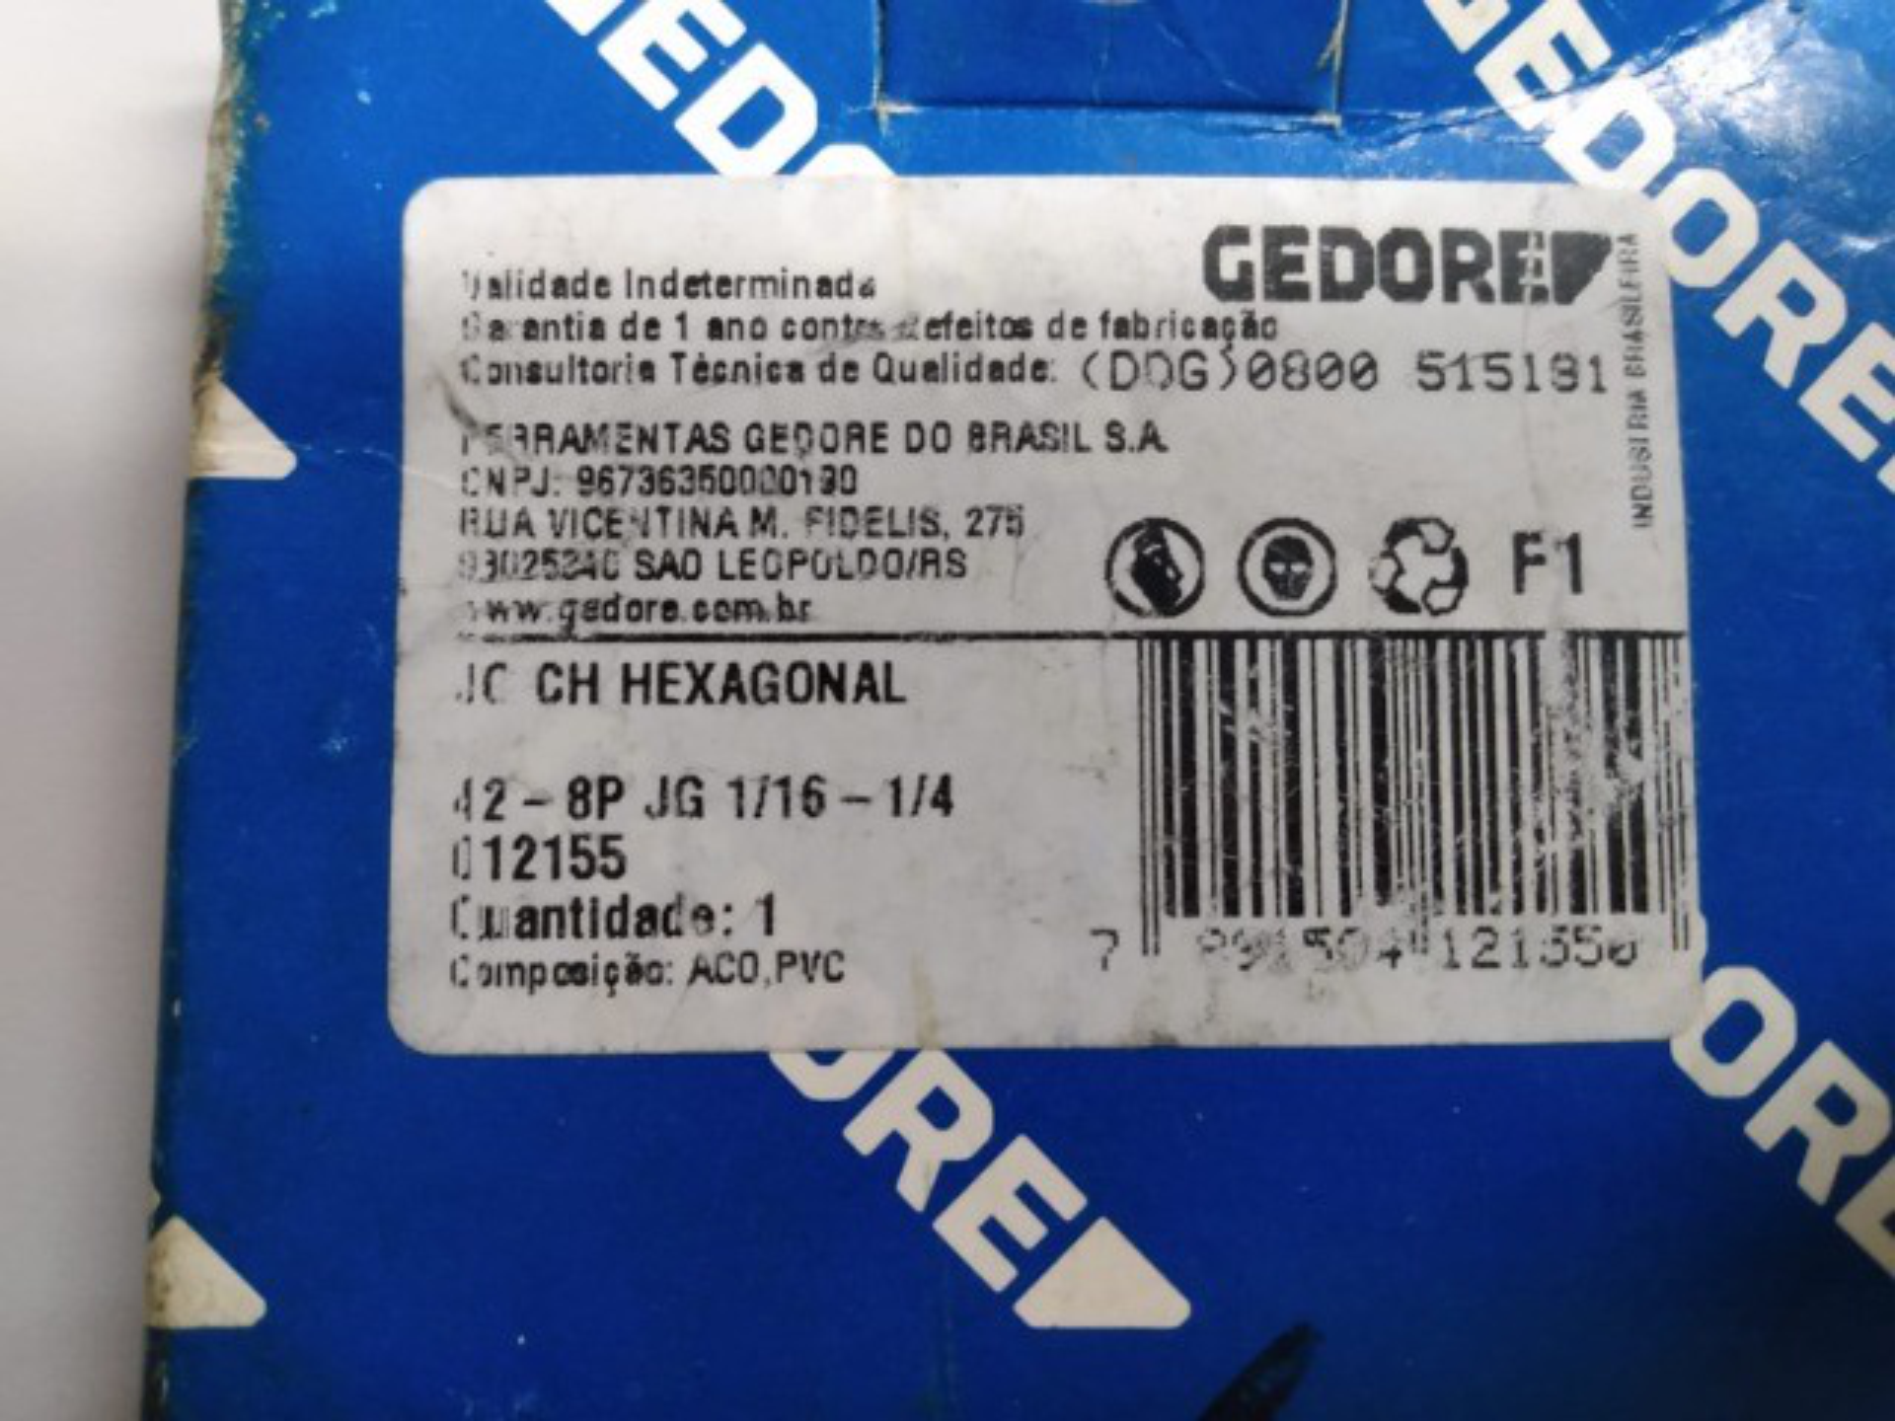 GEDORE
GEDORE
GEDORE
INDUSTRIA BRASILEIRA
Validade Indeterminada
Garantia de 1 ano contra defeitos de fabricação
Consultoria Técnica de Qualidade: (DDG)0800 515181
FERRAMENTAS GEDORE DO BRASIL S.A.
CNPJ:
RUA VICENTINA M. FIDELIS, 275
SAO LEOPOLDO/RS
www.gedore.com.br
F1
JG CH HEXAGONAL
42-8P JG 1/16-1/4
012155
Quantidade: 1
Composição: ACO,PVC
7
ORE
GEDORE